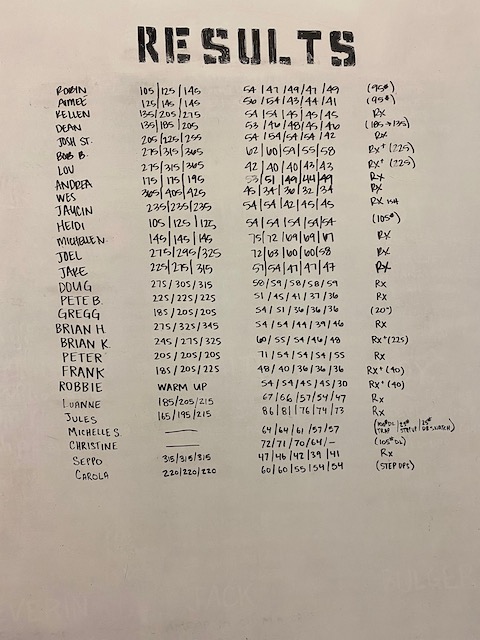 RESULTS
ROBIN 105/125/145 54/47/49/47/49 (95#)
AIMEE 125/145/145 56/54/43/44/41 (95#)
KELLEN 135/205/275 54/54/45/45/45 RX
DEAN 135/185/205 53/46/48/45/46 (185→135)
JOSH ST. 205/225/255 54/54/54/54/42 RX
BOB B. 275/315/365 62/60/59/55/58 RX+ (225)
LOU 275/315/365 42/40/40/43/43 RX+ (225)
ANDREA 175/175/195 53/51/49/44/49 RX
WES 365/405/425 45/34/36/32/34 RX
JAYCIN 235/235/235 54/54/42/45/45 RX
HEIDI 105/125/125 54/54/54/54/54 (105#)
MICHELLE N. 145/145/145 75/72/69/69/67 RX
JOEL 275/295/325 72/63/60/60/58 RX
JAKE 225/275/315 57/54/47/47/47 RX
DOUG 275/305/315 58/59/58/58/59 RX
PETE B. 225/225/225 51/45/41/37/36 RX
GREGG 185/205/205 54/51/36/36/36 (20")
BRIAN H. 275/325/345 54/54/44/39/46 RX
BRIAN K. 245/275/325 60/55/54/46/48 RX+ (225)
PETER 205/205/205 71/54/54/54/55 RX
FRANK 185/205/225 48/40/36/36/36 RX+ (40)
ROBBIE WARM UP 54/54/45/45/30 RX+ (40)
LUANNE 185/205/215 67/66/57/54/47 RX
JULES 165/195/215 86/81/76/74/73 RX
MICHELLE S. —— 64/64/61/57/57
CHRISTINE —— 72/71/70/64/– (105# DL)
SEPPO 315/315/315 47/46/42/39/41 RX
CAROLA 220/220/220 60/60/55/54/54 (STEP UPS)